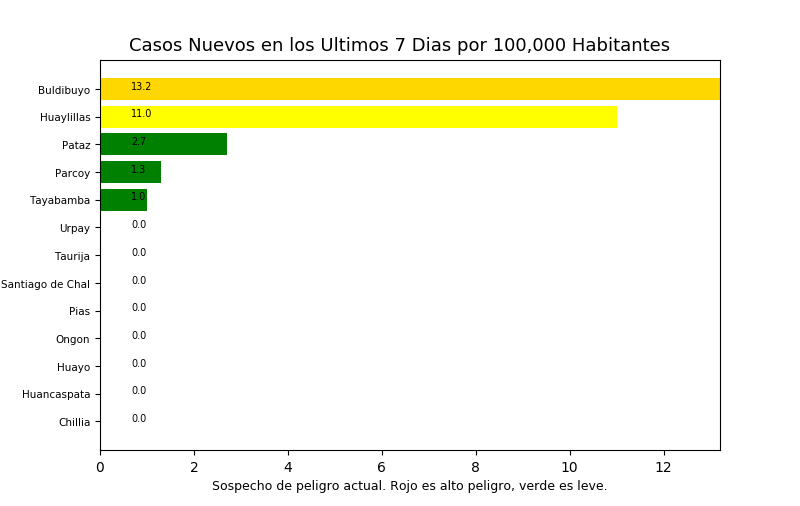 Casos Nuevos en los Ultimos 7 Dias por 100,000 Habitantes
Buldibuyo 13.2
Huaylillas 11.0
Pataz 2.7
Parcoy 1.3
Tayabamba 1.0
Urpay 0.0
Taurija 0.0
Santiago de Chal 0.0
Pias 0.0
Ongon 0.0
Huayo 0.0
Huancaspata 0.0
Chillia 0.0
0 2 4 6 8 10 12
Sospecho de peligro actual. Rojo es alto peligro, verde es leve.